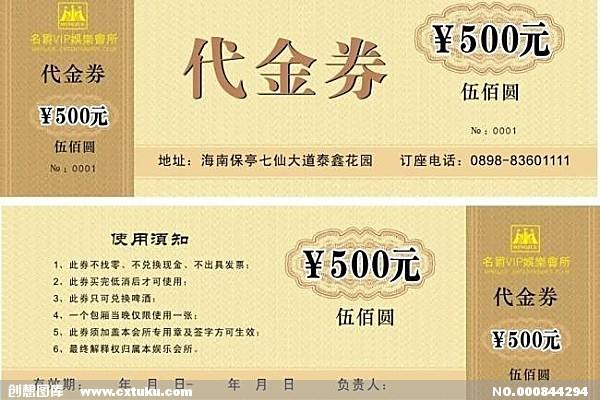 名爵VIP娱樂會所
代金券
¥500元
伍佰圆
№:0001
代金券
¥500元
伍佰圆
№:0001
地址:海南保亭七仙大道泰鑫花园 订座电话:0898-83601111
使用须知
1、此券不找零、不兑换现金、不出具发票;
2、此券买完低消后才可使用;
3、此券只可兑换啤酒;
4、一个包厢当晚仅限使用一张;
5、此券须加盖本会所专用章及签字方可生效;
6、最终解释权归属本娱乐会所。
有效期: 年 月 日- 年 月 日 负责人:
¥500元
伍佰圆
名爵VIP娱樂會所
代金券
¥500元
伍佰圆
创想图库 www.cxtuku.com
NO.000844294